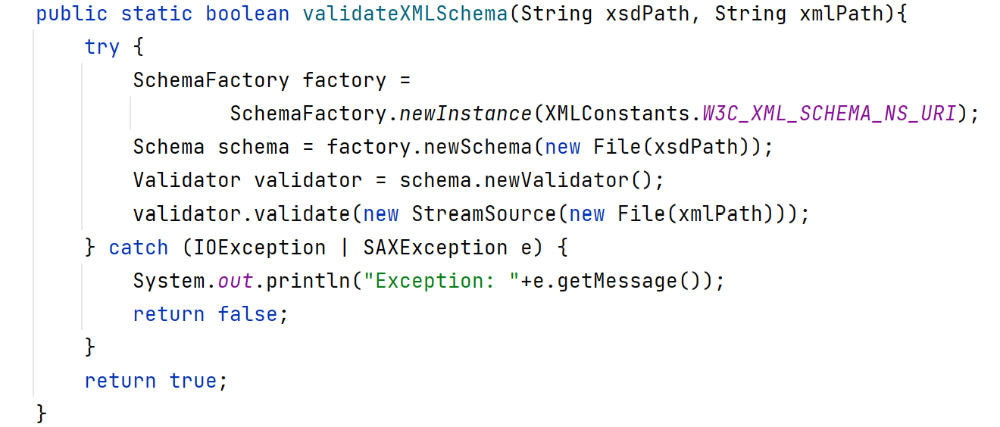 public static boolean validateXMLSchema(String xsdPath, String xmlPath){
    try {
        SchemaFactory factory =
                SchemaFactory.newInstance(XMLConstants.W3C_XML_SCHEMA_NS_URI);
        Schema schema = factory.newSchema(new File(xsdPath));
        Validator validator = schema.newValidator();
        validator.validate(new StreamSource(new File(xmlPath)));
    } catch (IOException | SAXException e) {
        System.out.println("Exception: "+e.getMessage());
        return false;
    }
    return true;
}